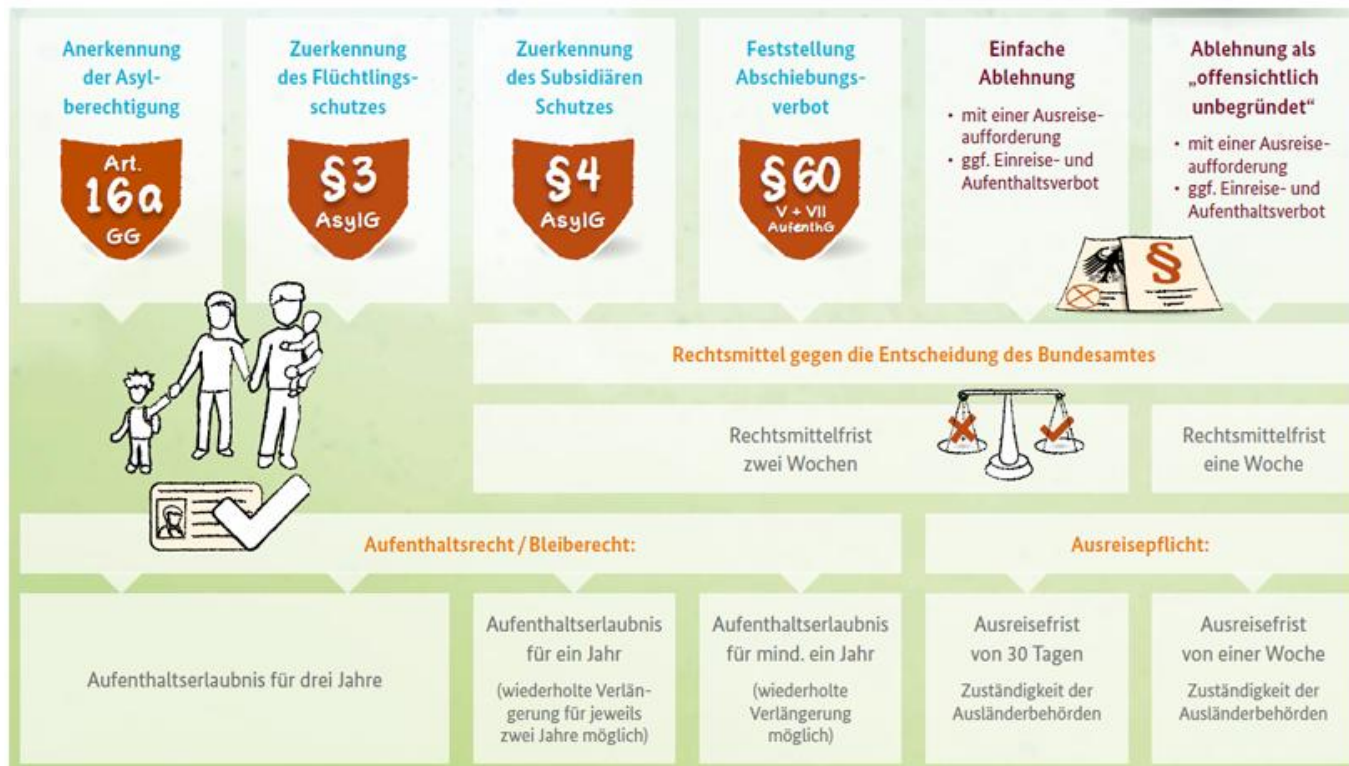 Anerkennung
der Asyl-
berechtigung
Art.
16a
GG
Zuerkennung
des Flüchtlings-
schutzes
§3
AsylG
Zuerkennung
des Subsidiären
Schutzes
§4
AsylG
Feststellung
Abschiebungs-
verbot
§60
V + VII
AufenthG
Einfache
Ablehnung
• mit einer Ausreise-
aufforderung
• ggf. Einreise- und
Aufenthaltsverbot
Ablehnung als
„offensichtlich
unbegründet“
• mit einer Ausreise-
aufforderung
• ggf. Einreise- und
Aufenthaltsverbot
§
Rechtsmittel gegen die Entscheidung des Bundesamtes
Rechtsmittelfrist
zwei Wochen
Rechtsmittelfrist
eine Woche
Aufenthaltsrecht / Bleiberecht:
Ausreisepflicht:
Aufenthaltserlaubnis für drei Jahre
Aufenthaltserlaubnis
für ein Jahr
(wiederholte Verlän-
gerung für jeweils
zwei Jahre möglich)
Aufenthaltserlaubnis
für mind. ein Jahr
(wiederholte
Verlängerung
möglich)
Ausreisefrist
von 30 Tagen
Zuständigkeit der
Ausländerbehörden
Ausreisefrist
von einer Woche
Zuständigkeit der
Ausländerbehörden